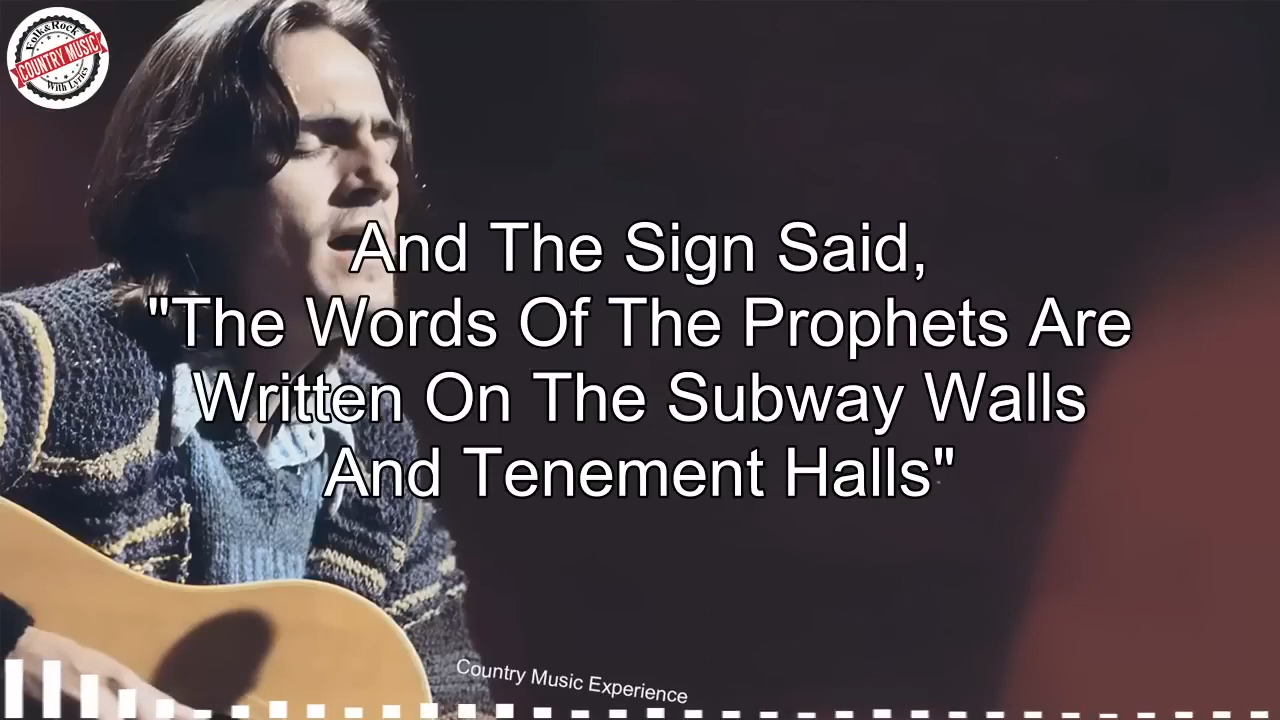 Folk&Rock
COUNTRY MUSIC
With Lyrics
And The Sign Said,
"The Words Of The Prophets Are
Written On The Subway Walls
And Tenement Halls"
Country Music Experience